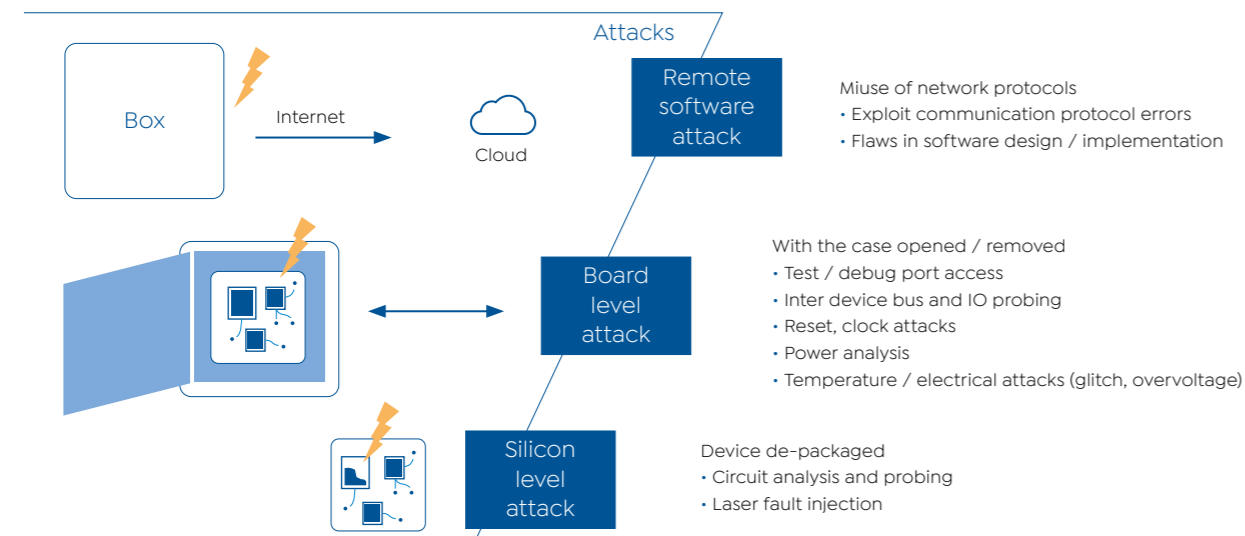 Attacks
Box
Internet
Cloud
Remote
software
attack
Miuse of network protocols
• Exploit communication protocol errors
• Flaws in software design / implementation
Board
level
attack
With the case opened / removed
• Test / debug port access
• Inter device bus and IO probing
• Reset, clock attacks
• Power analysis
• Temperature / electrical attacks (glitch, overvoltage)
Silicon
level
attack
Device de-packaged
• Circuit analysis and probing
• Laser fault injection